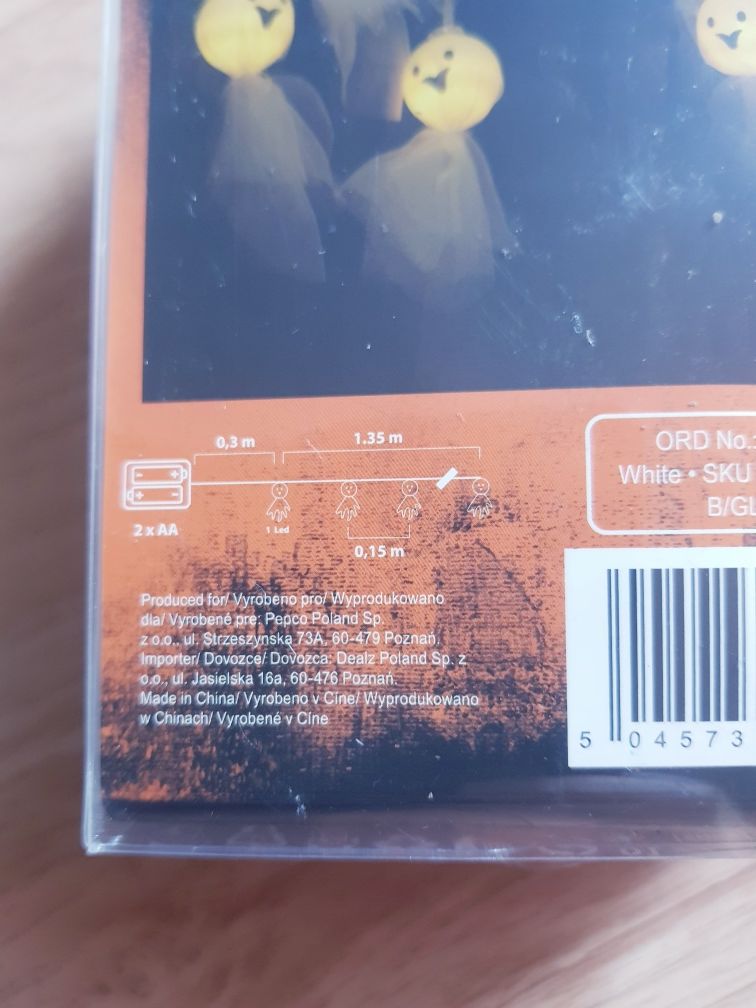 0,3 m
1.35 m
2 x AA
1 Led
0,15 m
ORD No.:
White • SKU
B/GL
Produced for/ Vyrobeno pro/ Wyprodukowano
dla/ Vyrobené pre: Pepco Poland Sp.
z o.o., ul. Strzeszyńska 73A, 60-479 Poznań,
Importer/ Dovozce/ Dovozca: Dealz Poland Sp. z
o.o., ul. Jasielska 16a, 60-476 Poznań.
Made in China/ Vyrobeno v Číne/ Wyprodukowano
w Chinach/ Vyrobené v Číne
5 04573